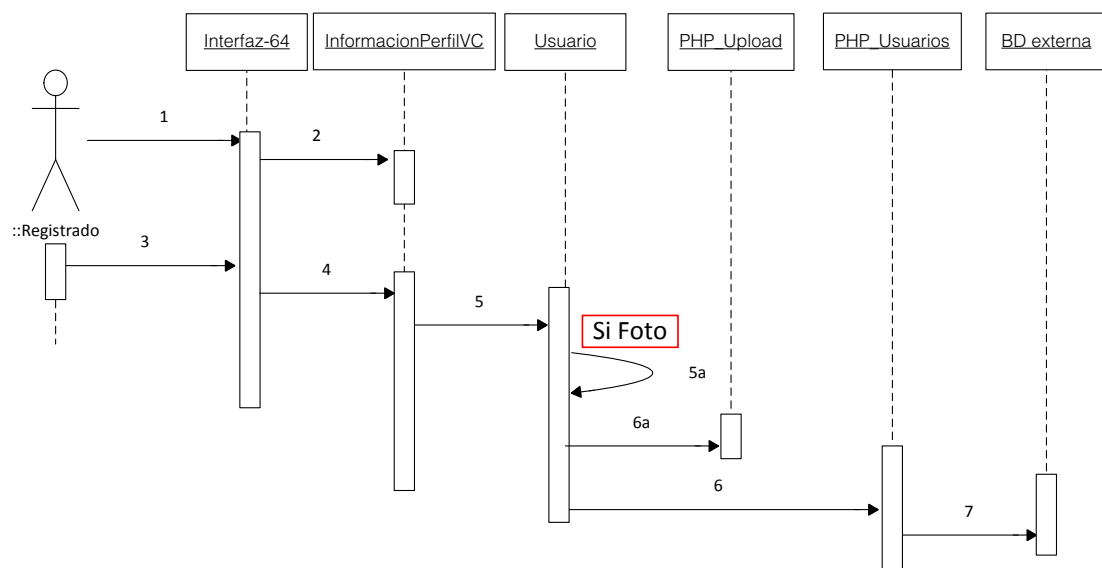 Interfaz-64
InformacionPerfilVC
Usuario
PHP_Upload
PHP_Usuarios
BD externa
1
2
::Registrado
3
4
5
Si Foto
5a
6a
6
7